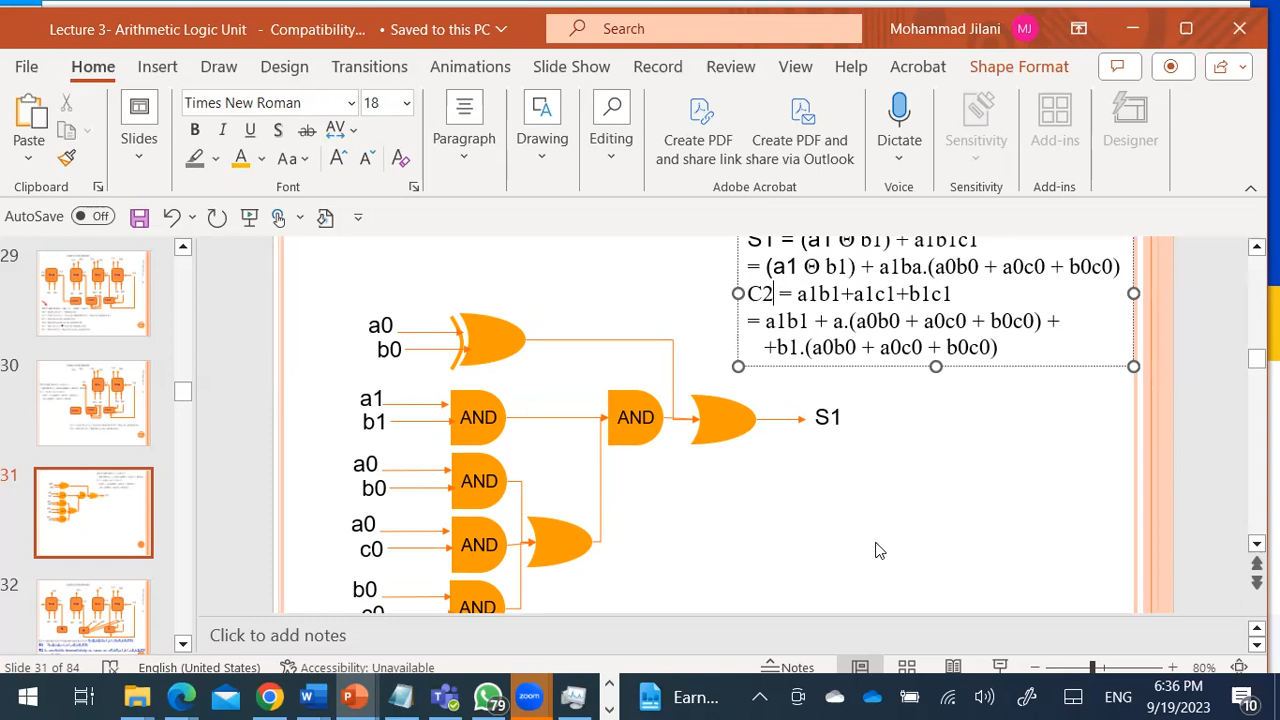 Lecture 3- Arithmetic Logic Unit - Compatibility... • Saved to this PC
Search
Mohammad Jilani MJ
File Home Insert Draw Design Transitions Animations Slide Show Record Review View Help Acrobat Shape Format
Times New Roman 18
Paste Slides B I U S ab AV Paragraph Drawing Editing Create PDF and share link Create PDF and share via Outlook Dictate Sensitivity Add-ins Designer
A Aa A A A
Clipboard Font Adobe Acrobat Voice Sensitivity Add-ins
AutoSave Off
29
30
31
32
S1 = (a1 Θ b1) + a1b1c1
= (a1 Θ b1) + a1ba.(a0b0 + a0c0 + b0c0)
C2 = a1b1+a1c1+b1c1
= a1b1 + a.(a0b0 + a0c0 + b0c0) +
+b1.(a0b0 + a0c0 + b0c0)
a0
b0
a1
b1
AND
AND
S1
a0
b0
AND
a0
c0
AND
b0
c0
AND
Click to add notes
Slide 31 of 84 English (United States) Accessibility: Unavailable Notes 80%
79 zoom Earn... ENG 6:36 PM
9/19/2023 10